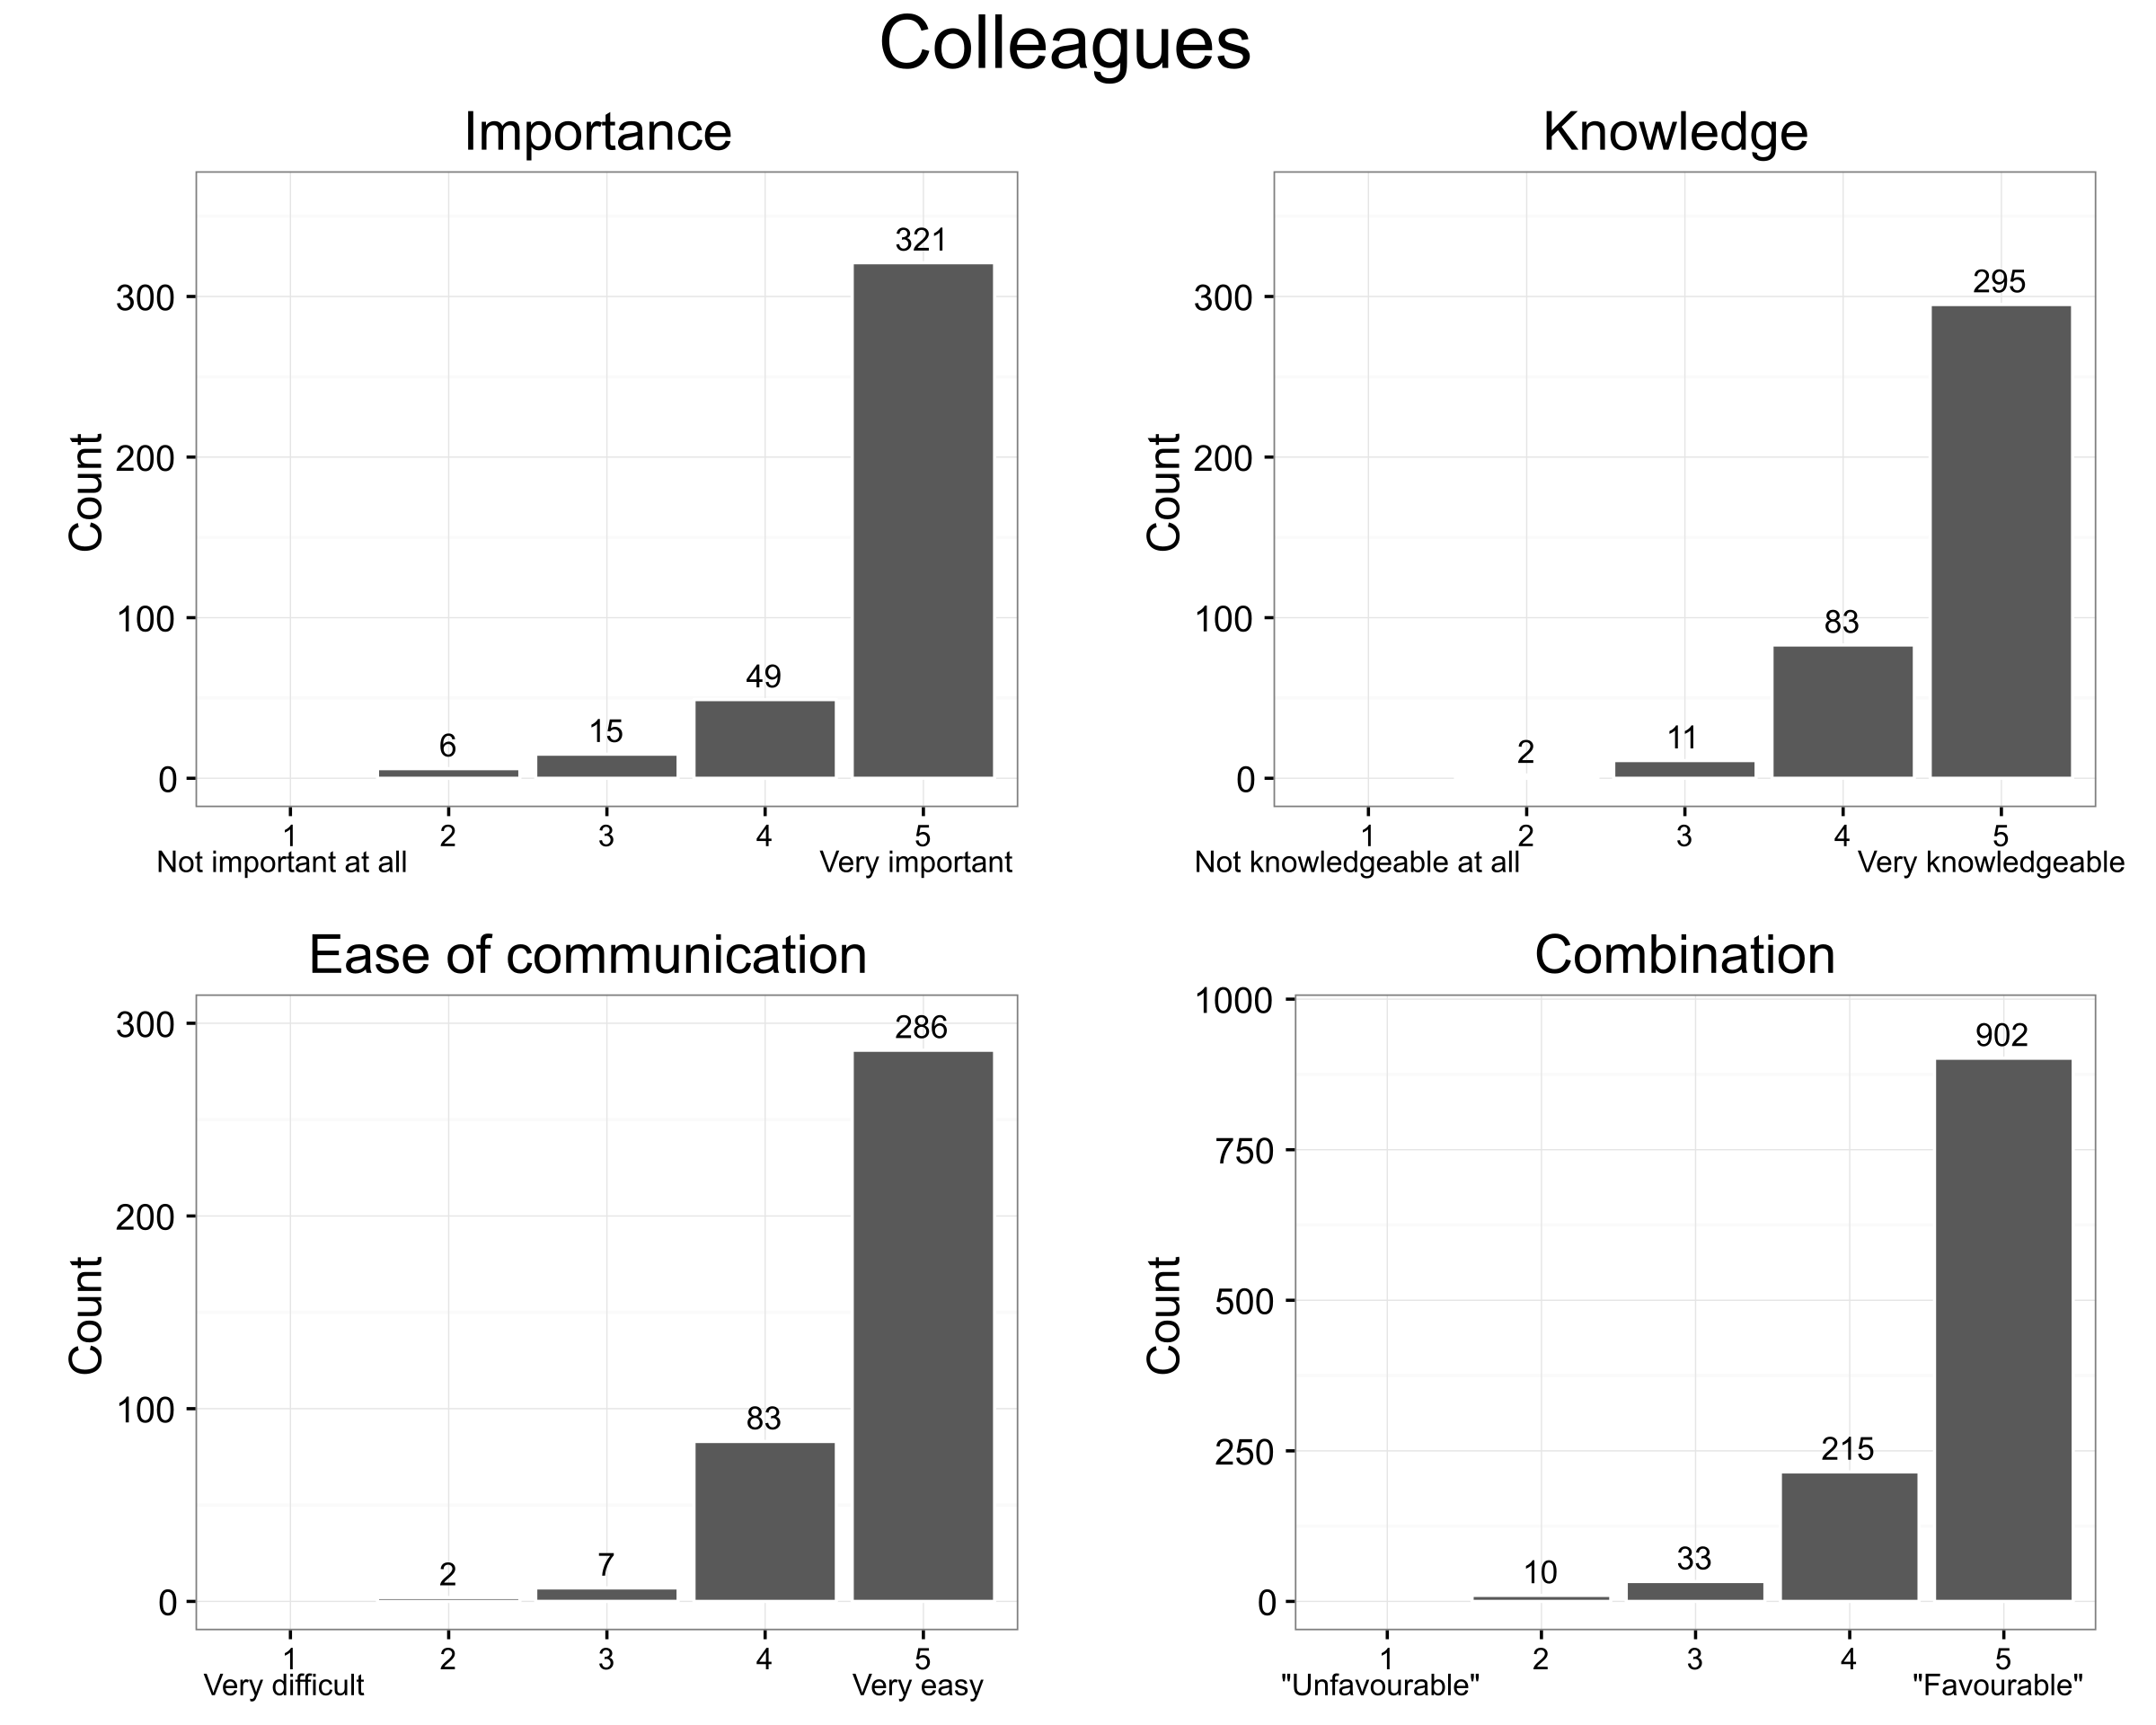 Colleagues
Importance
Count
300
200
100
0
6
15
49
321
1 2 3 4 5
Not important at all Very important
Knowledge
Count
300
200
100
0
2
11
83
295
1 2 3 4 5
Not knowledgeable at all Very knowledgeable
Ease of communication
Count
300
200
100
0
2
7
83
286
1 2 3 4 5
Very difficult Very easy
Combination
Count
1000
750
500
250
0
10
33
215
902
1 2 3 4 5
"Unfavourable" "Favourable"